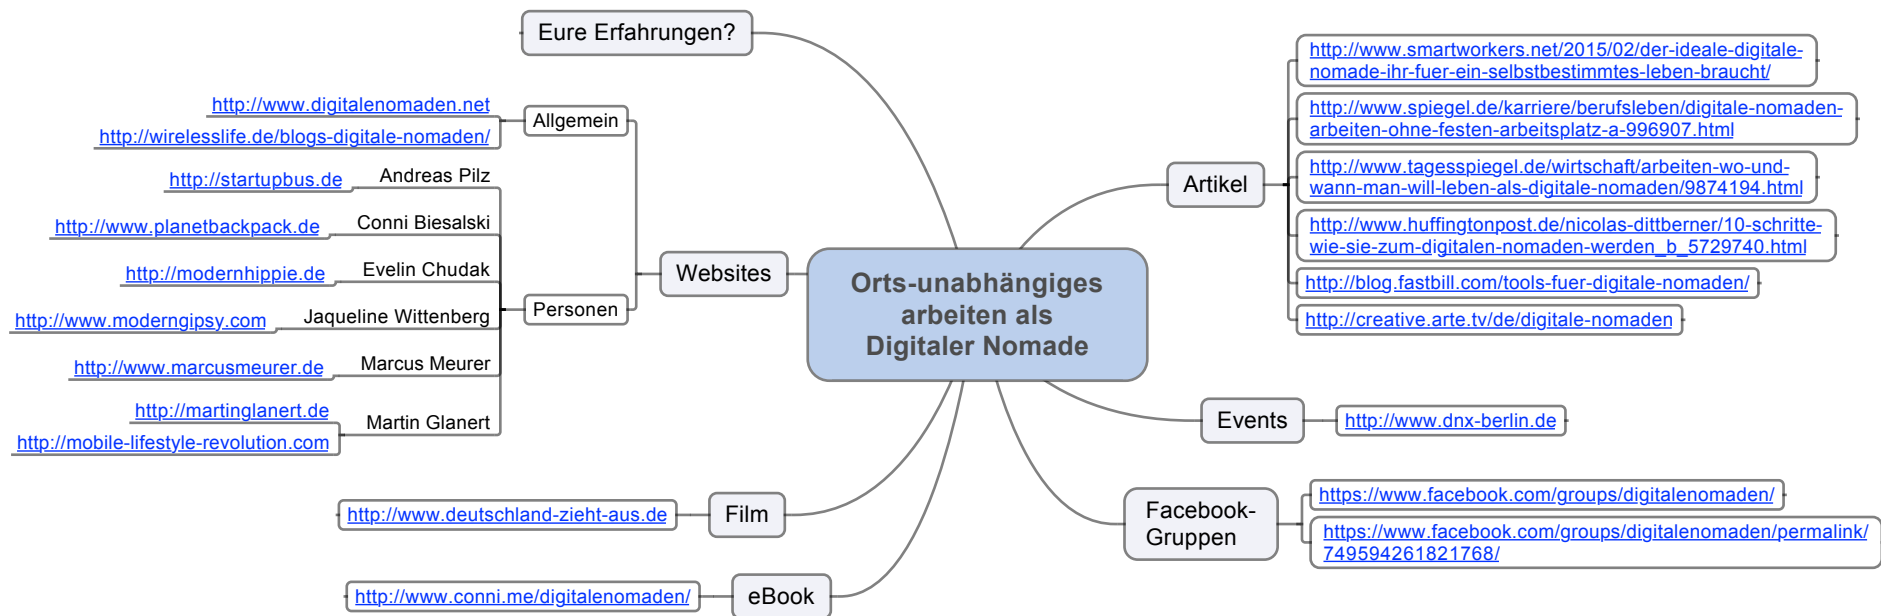 Orts-unabhängiges
arbeiten als
Digitaler Nomade
Eure Erfahrungen?
Websites
Allgemein
http://www.digitalenomaden.net
http://wirelesslife.de/blogs-digitale-nomaden/
Personen
Andreas Pilz
http://startupbus.de
Conni Biesalski
http://www.planetbackpack.de
Evelin Chudak
http://modernhippie.de
Jaqueline Wittenberg
http://www.moderngipsy.com
Marcus Meurer
http://www.marcusmeurer.de
Martin Glanert
http://martinglanert.de
http://mobile-lifestyle-revolution.com
Film
http://www.deutschland-zieht-aus.de
eBook
http://www.conni.me/digitalenomaden/
Artikel
http://www.smartworkers.net/2015/02/der-ideale-digitale-
nomade-ihr-fuer-ein-selbstbestimmtes-leben-braucht/
http://www.spiegel.de/karriere/berufsleben/digitale-nomaden-
arbeiten-ohne-festen-arbeitsplatz-a-996907.html
http://www.tagesspiegel.de/wirtschaft/arbeiten-wo-und-
wann-man-will-leben-als-digitale-nomaden/9874194.html
http://www.huffingtonpost.de/nicolas-dittberner/10-schritte-
wie-sie-zum-digitalen-nomaden-werden_b_5729740.html
http://blog.fastbill.com/tools-fuer-digitale-nomaden/
http://creative.arte.tv/de/digitale-nomaden
Events
http://www.dnx-berlin.de
Facebook-
Gruppen
https://www.facebook.com/groups/digitalenomaden/
https://www.facebook.com/groups/digitalenomaden/permalink/
749594261821768/